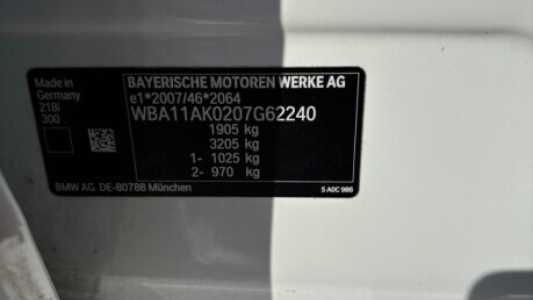 Made in
Germany
218i
300
BAYERISCHE MOTOREN WERKE AG
e1*2007/46*2064
WBA11AK0207G62240
1905 kg
3205 kg
1- 1025 kg
2- 970 kg
BMW AG DE-80788 München
5 A0C 986